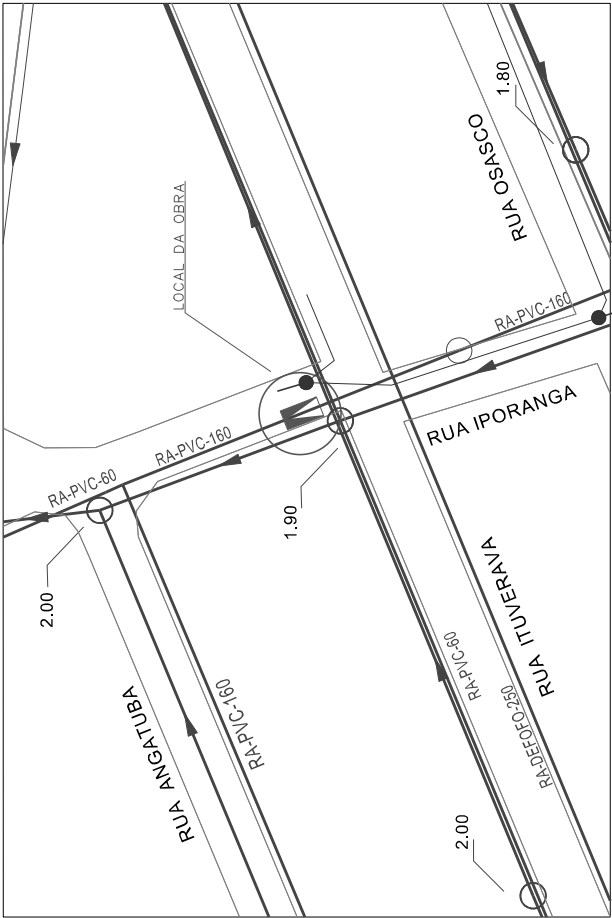 1.80
RUA OSASCO
LOCAL DA OBRA
RA-PVC-160
RUA IPORANGA
RA-PVC-160
RA-PVC-60
1.90
2.00
RUA ITUVERAVA
RA-PVC-60
RA-DEFOFO-250
RA-PVC-160
RUA ANGATUBA
2.00